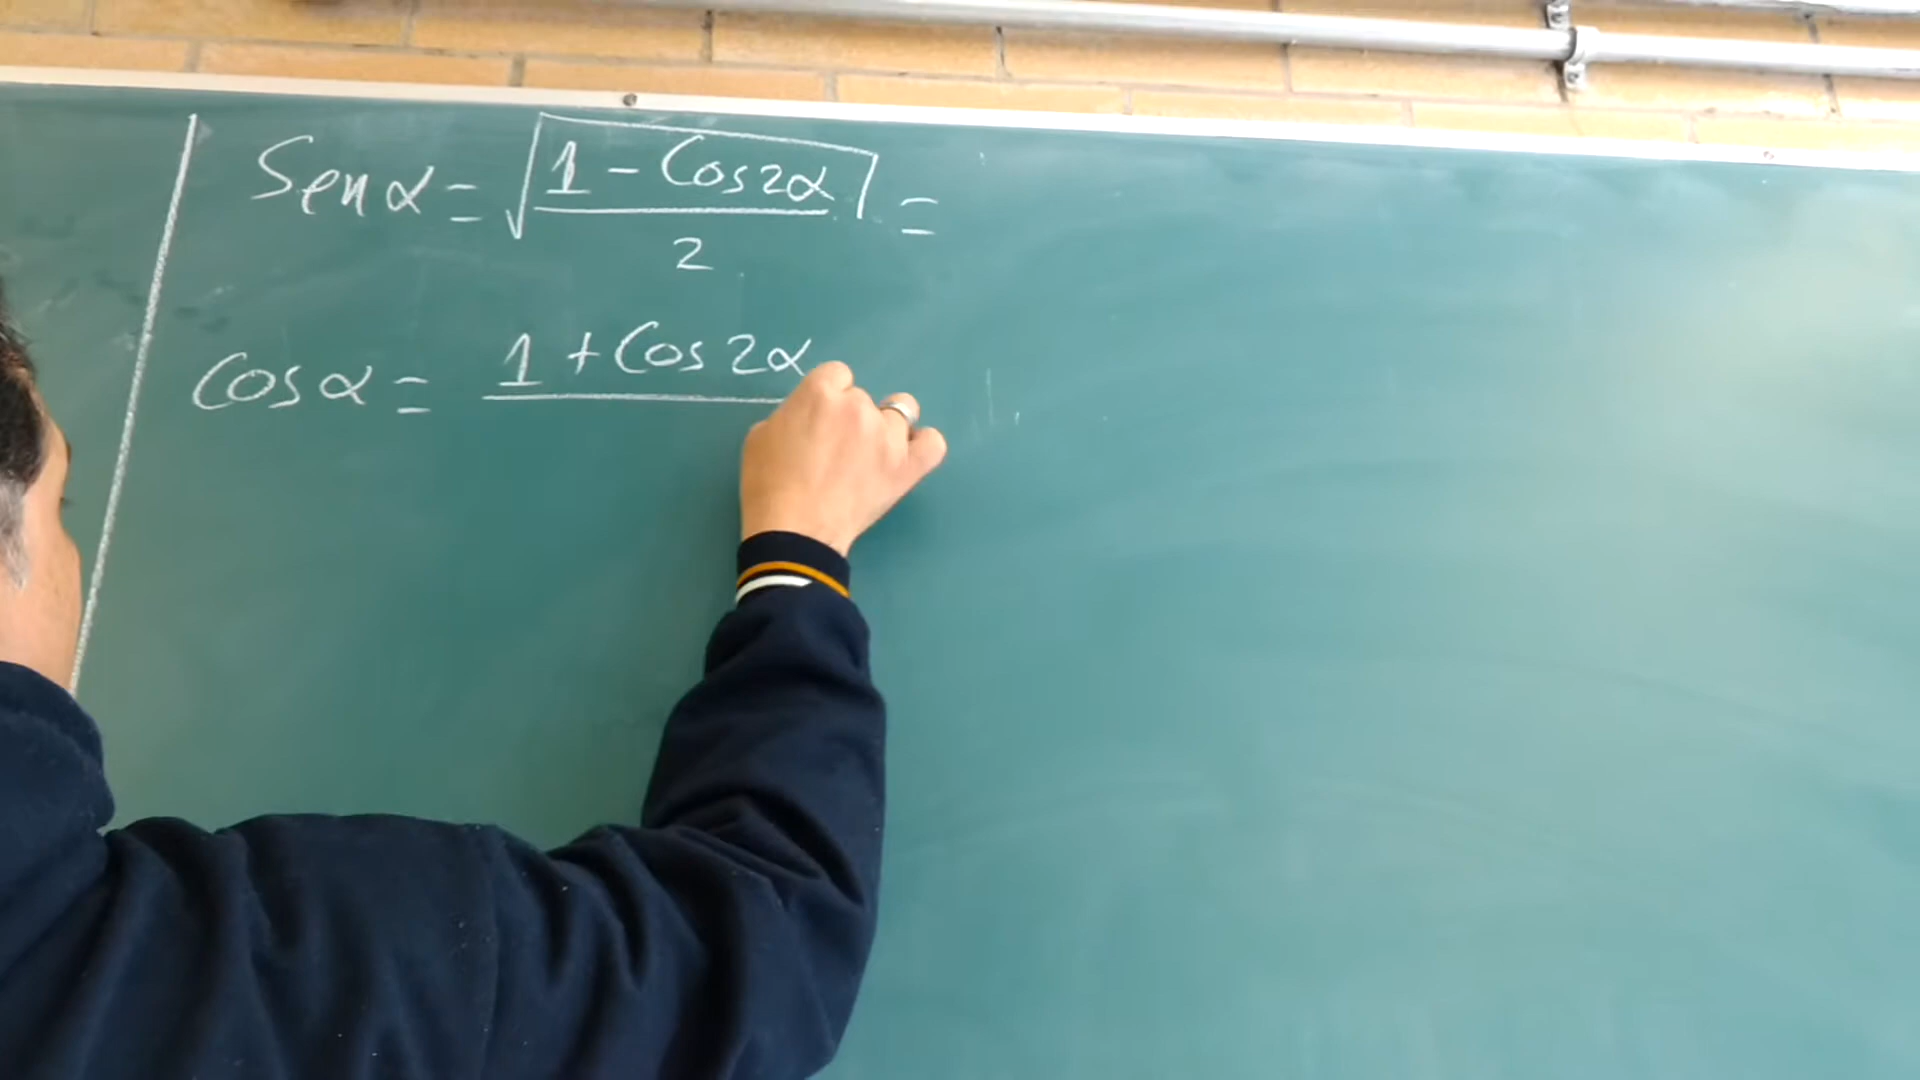 Sen α = √(1 - Cos 2α / 2) =
Cos α = 1 + Cos 2α